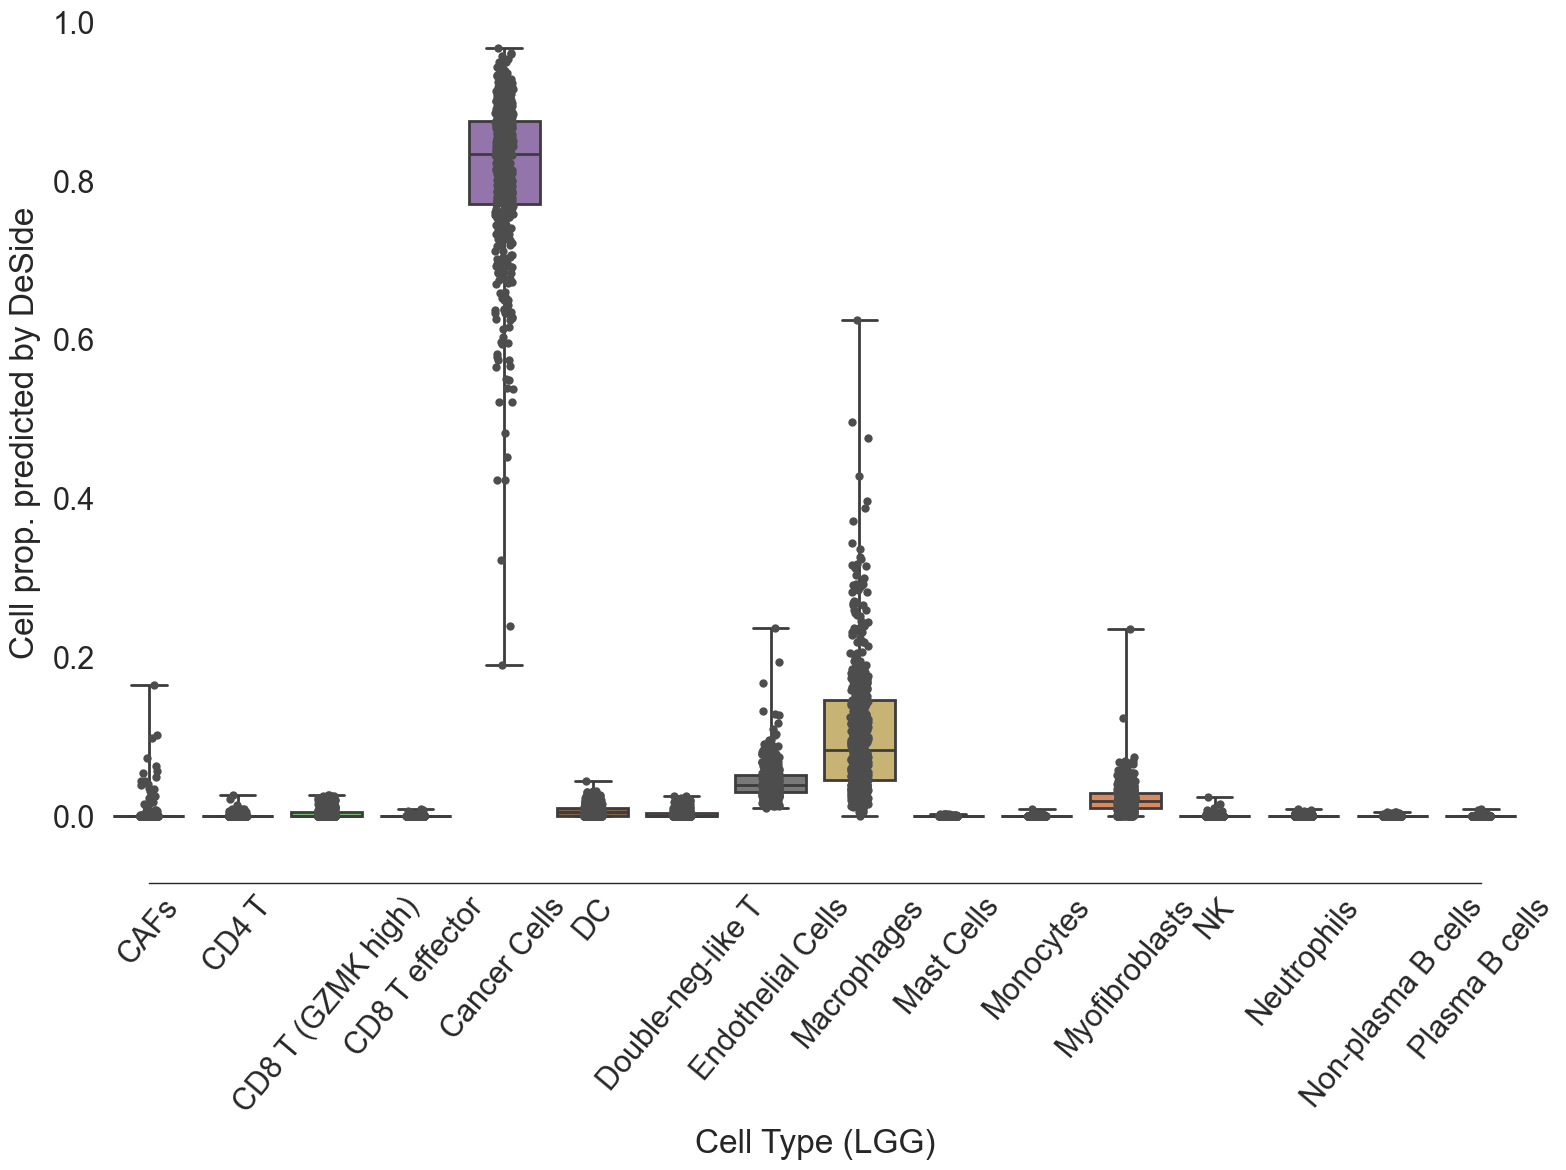 Cell prop. predicted by DeSide
1.0
0.8
0.6
0.4
0.2
0.0
CAFs
CD4 T
CD8 T (GZMK high)
CD8 T effector
Cancer Cells
DC
Double-neg-like T
Endothelial Cells
Macrophages
Mast Cells
Monocytes
Myofibroblasts
NK
Neutrophils
Non-plasma B cells
Plasma B cells
Cell Type (LGG)